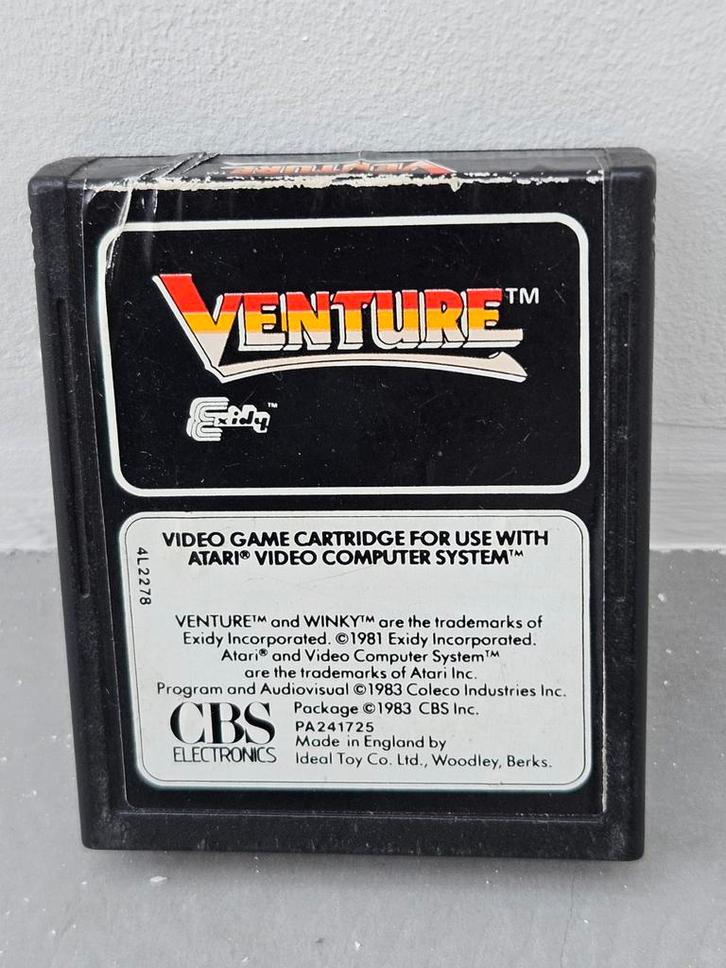 VENTURE
VENTURE™
Exidy™
VIDEO GAME CARTRIDGE FOR USE WITH
ATARI® VIDEO COMPUTER SYSTEM™
4L2278
VENTURE™ and WINKY™ are the trademarks of
Exidy Incorporated. ©1981 Exidy Incorporated.
Atari® and Video Computer System™
are the trademarks of Atari Inc.
Program and Audiovisual ©1983 Coleco Industries Inc.
Package ©1983 CBS Inc.
CBS
ELECTRONICS
PA241725
Made in England by
Ideal Toy Co. Ltd., Woodley, Berks.